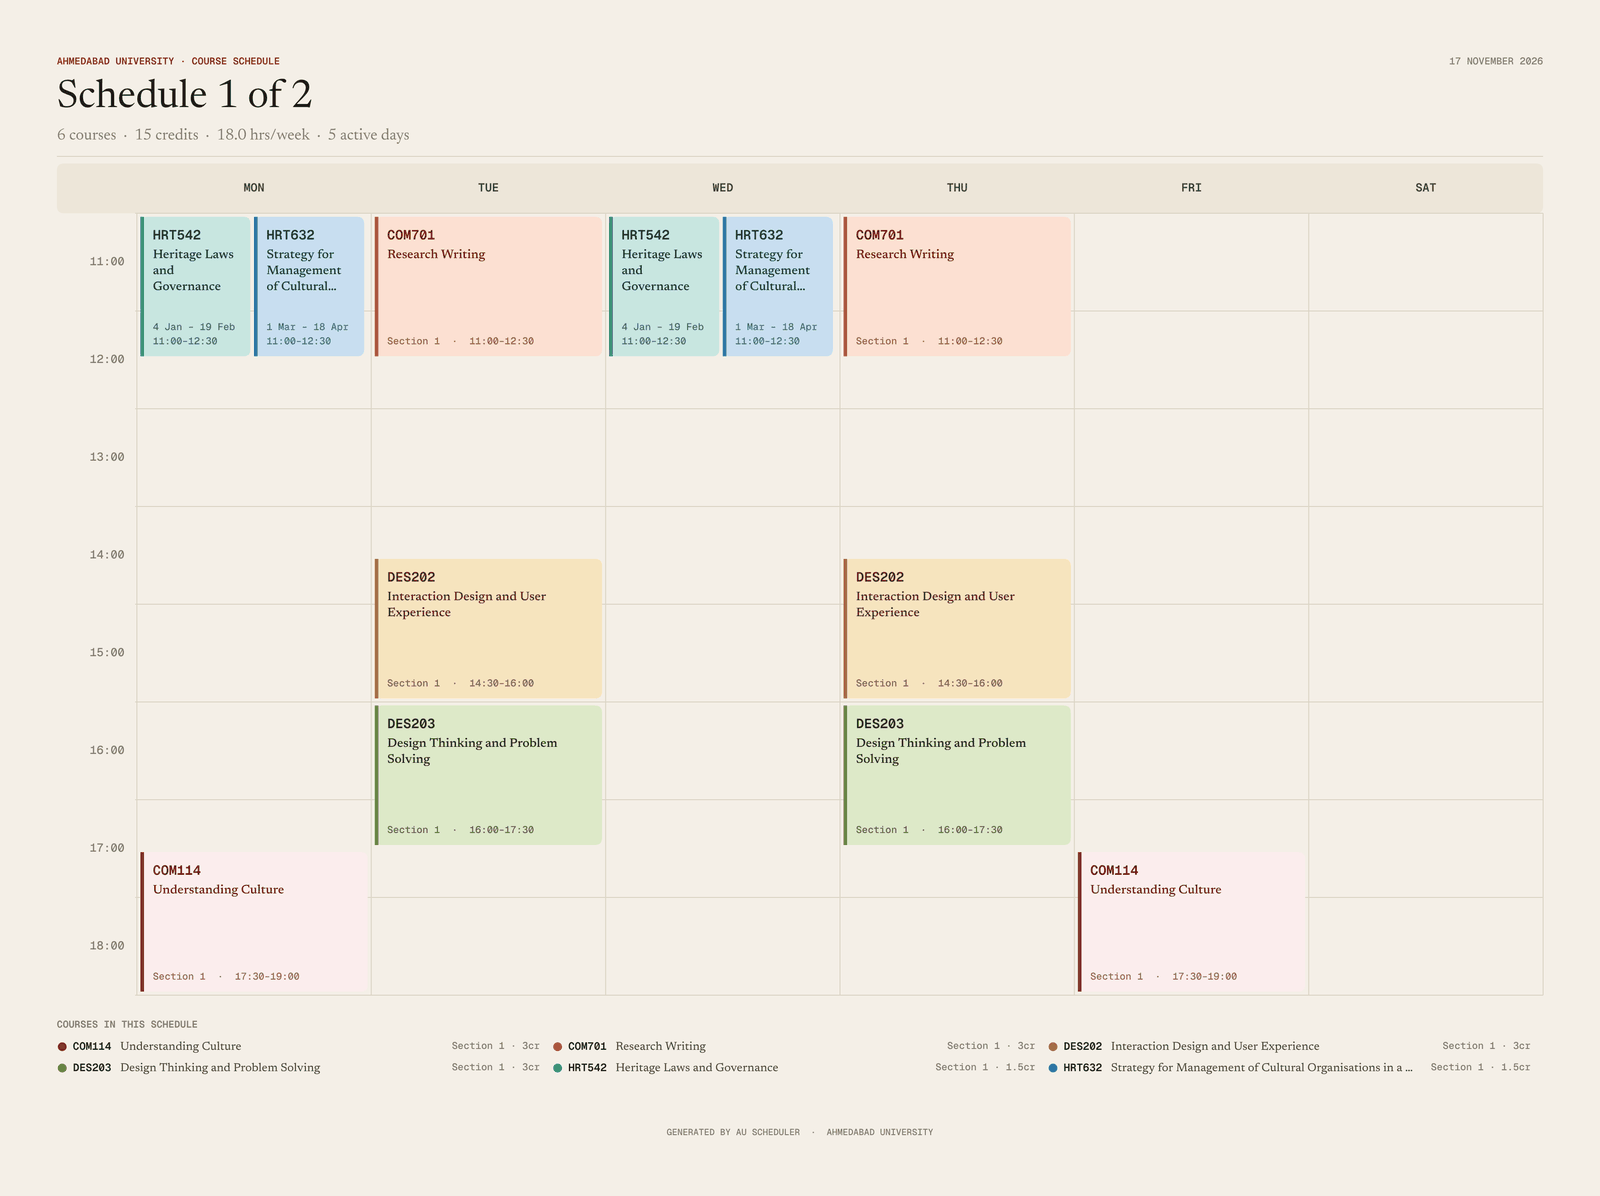 AHMEDABAD UNIVERSITY · COURSE SCHEDULE
17 NOVEMBER 2026
Schedule 1 of 2
6 courses · 15 credits · 18.0 hrs/week · 5 active days
MON TUE WED THU FRI SAT
11:00
12:00
13:00
14:00
15:00
16:00
17:00
18:00
HRT542
Heritage Laws
and
Governance
4 Jan – 19 Feb
11:00–12:30
HRT632
Strategy for
Management
of Cultural…
1 Mar – 18 Apr
11:00–12:30
COM114
Understanding Culture
Section 1 · 17:30–19:00
COM701
Research Writing
Section 1 · 11:00–12:30
DES202
Interaction Design and User
Experience
Section 1 · 14:30–16:00
DES203
Design Thinking and Problem
Solving
Section 1 · 16:00–17:30
HRT542
Heritage Laws
and
Governance
4 Jan – 19 Feb
11:00–12:30
HRT632
Strategy for
Management
of Cultural…
1 Mar – 18 Apr
11:00–12:30
COM701
Research Writing
Section 1 · 11:00–12:30
DES202
Interaction Design and User
Experience
Section 1 · 14:30–16:00
DES203
Design Thinking and Problem
Solving
Section 1 · 16:00–17:30
COM114
Understanding Culture
Section 1 · 17:30–19:00
COURSES IN THIS SCHEDULE
COM114 Understanding Culture Section 1 · 3cr
COM701 Research Writing Section 1 · 3cr
DES202 Interaction Design and User Experience Section 1 · 3cr
DES203 Design Thinking and Problem Solving Section 1 · 3cr
HRT542 Heritage Laws and Governance Section 1 · 1.5cr
HRT632 Strategy for Management of Cultural Organisations in a … Section 1 · 1.5cr
GENERATED BY AU SCHEDULER · AHMEDABAD UNIVERSITY